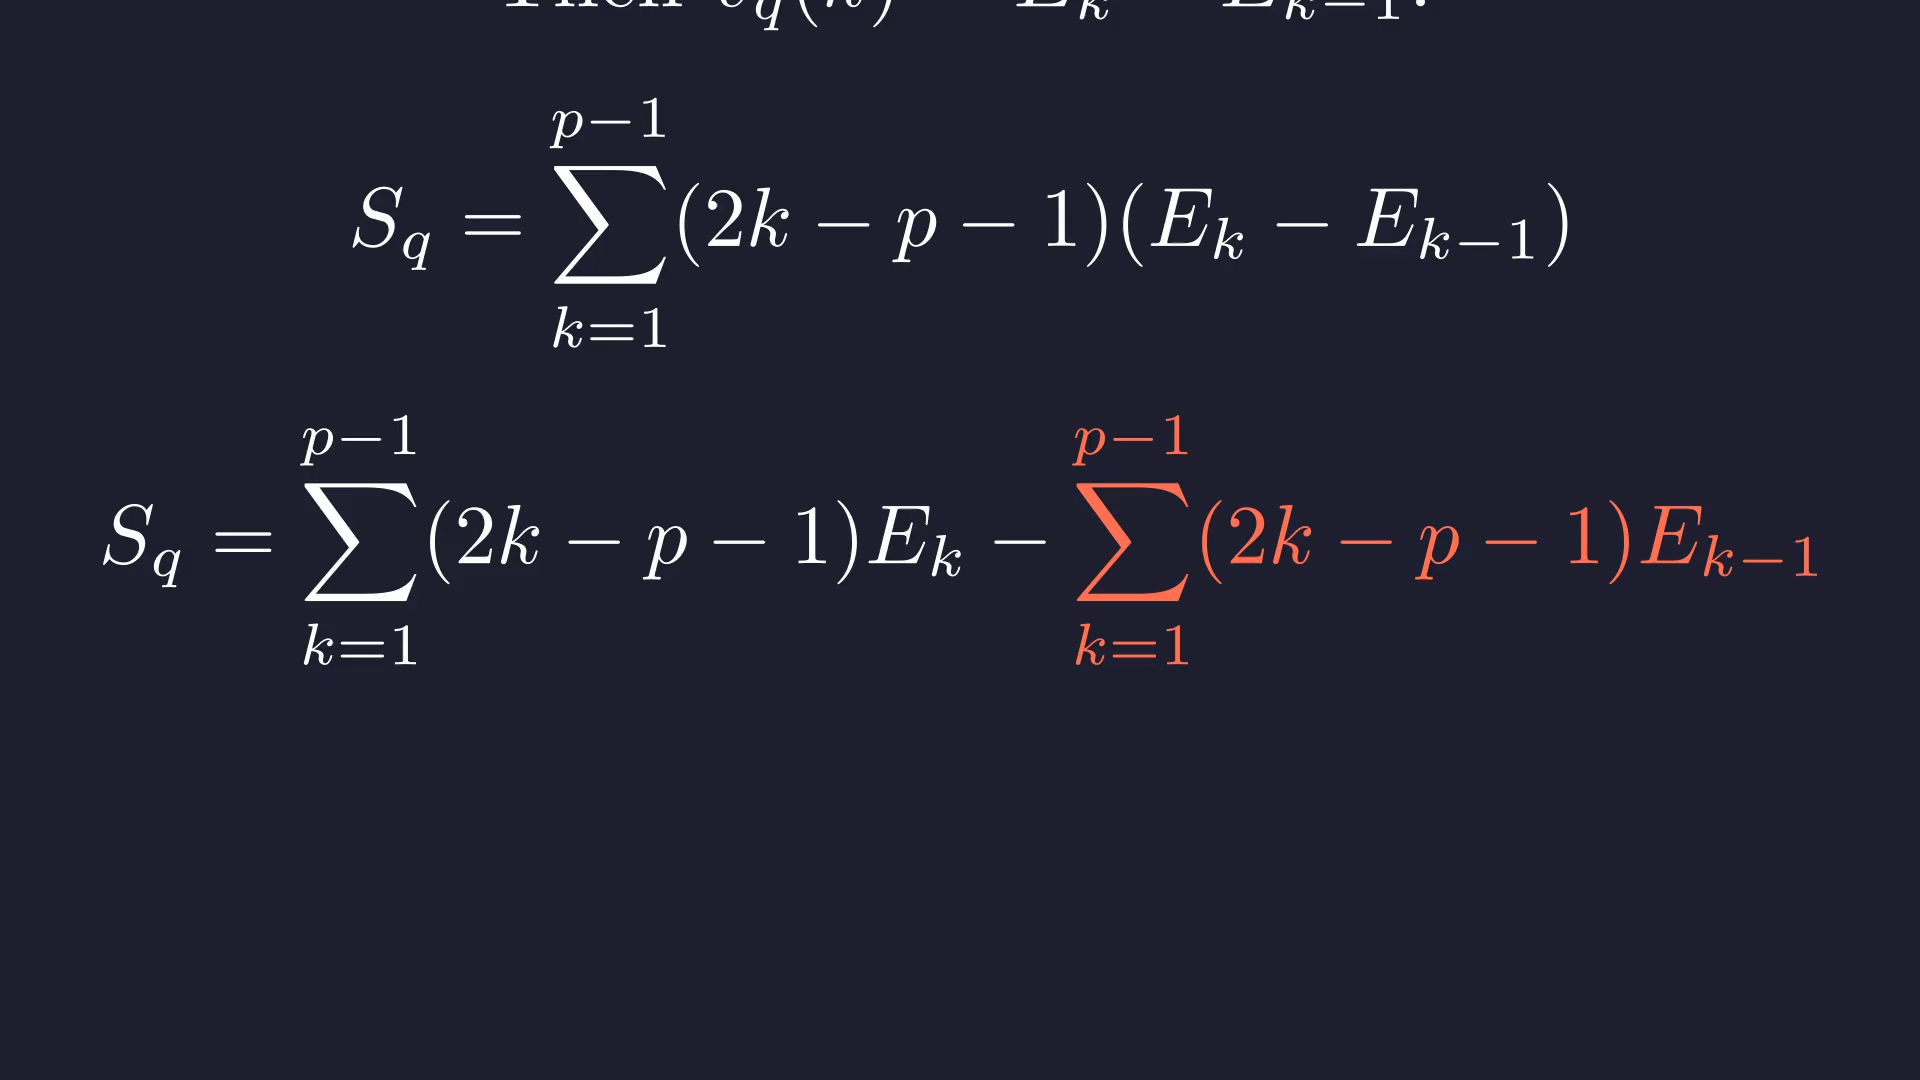 Then
S_q = \sum_{k=1}^{p-1} (2k - p - 1)(E_k - E_{k-1})
S_q = \sum_{k=1}^{p-1} (2k - p - 1)E_k - \sum_{k=1}^{p-1} (2k - p - 1)E_{k-1}